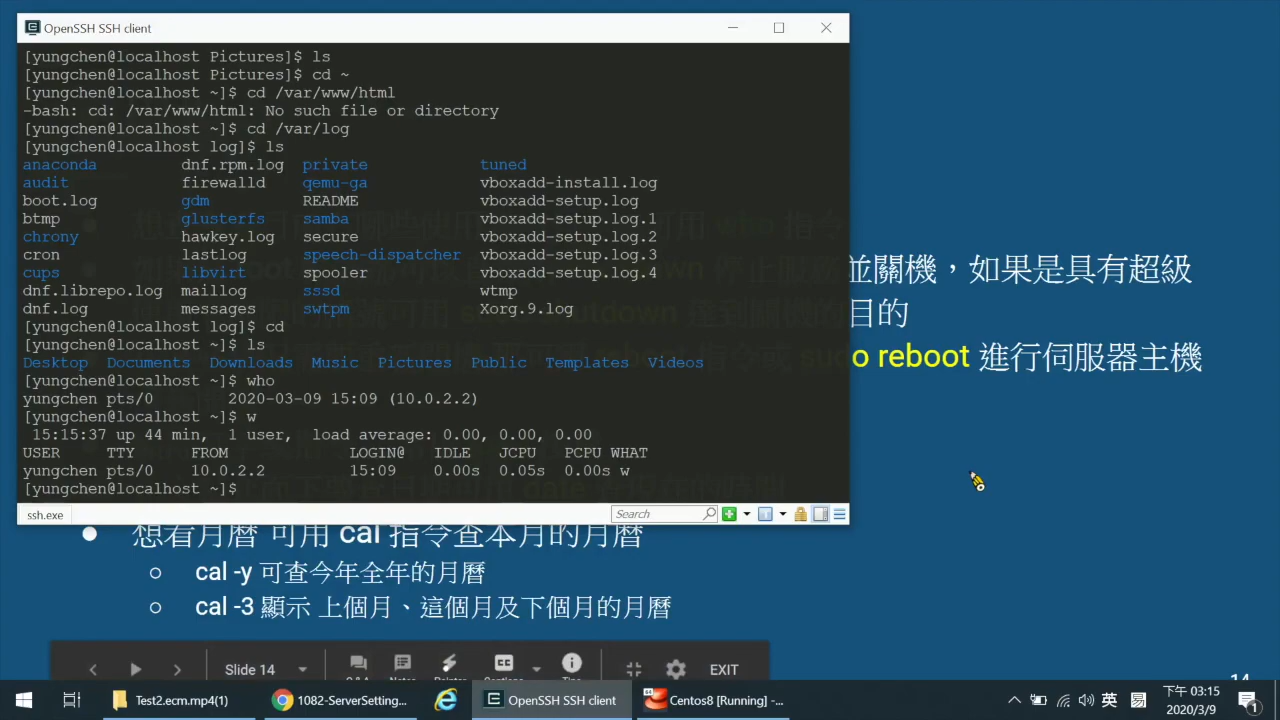 OpenSSH SSH client
[yungchen@localhost Pictures]$ ls
[yungchen@localhost Pictures]$ cd ~
[yungchen@localhost ~]$ cd /var/www/html
-bash: cd: /var/www/html: No such file or directory
[yungchen@localhost ~]$ cd /var/log
[yungchen@localhost log]$ ls
anaconda dnf.rpm.log private tuned
audit firewalld qemu-ga vboxadd-install.log
boot.log gdm README vboxadd-setup.log
btmp glusterfs samba vboxadd-setup.log.1
chrony hawkey.log secure vboxadd-setup.log.2
cron lastlog speech-dispatcher vboxadd-setup.log.3
cups libvirt spooler vboxadd-setup.log.4
dnf.librepo.log maillog sssd wtmp
dnf.log messages swtpm Xorg.9.log
[yungchen@localhost log]$ cd
[yungchen@localhost ~]$ ls
Desktop Documents Downloads Music Pictures Public Templates Videos
[yungchen@localhost ~]$ who
yungchen pts/0 2020-03-09 15:09 (10.0.2.2)
[yungchen@localhost ~]$ w
15:15:37 up 44 min, 1 user, load average: 0.00, 0.00, 0.00
USER TTY FROM LOGIN@ IDLE JCPU PCPU WHAT
yungchen pts/0 10.0.2.2 15:09 0.00s 0.05s 0.00s w
[yungchen@localhost ~]$
ssh.exe Search
並關機，如果是具有超級
目的
o reboot 進行伺服器主機
想看月曆 可用 cal 指令查本月的月曆
cal -y 可查今年全年的月曆
cal -3 顯示 上個月、這個月及下個月的月曆
Slide 14 EXIT
Test2.ecm.mp4(1) 1082-ServerSetting... OpenSSH SSH client Centos8 [Running] -... 英 下午 03:15
2020/3/9 1